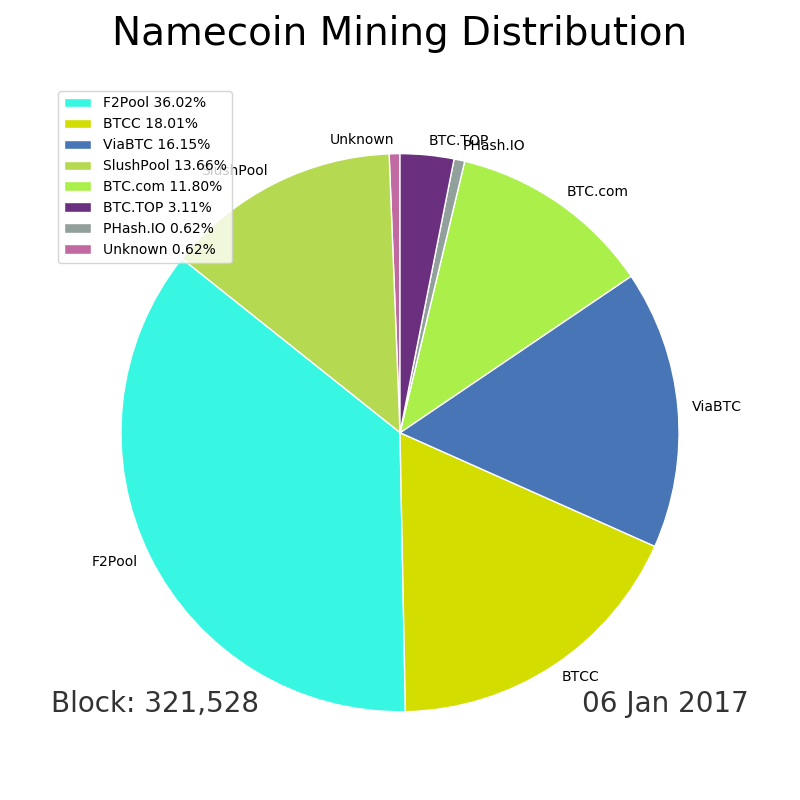 Namecoin Mining Distribution
F2Pool 36.02%
BTCC 18.01%
ViaBTC 16.15%
SlushPool 13.66%
BTC.com 11.80%
BTC.TOP 3.11%
PHash.IO 0.62%
Unknown 0.62%
Unknown
BTC.TOP
PHash.IO
SlushPool
BTC.com
ViaBTC
F2Pool
BTCC
Block: 321,528
06 Jan 2017